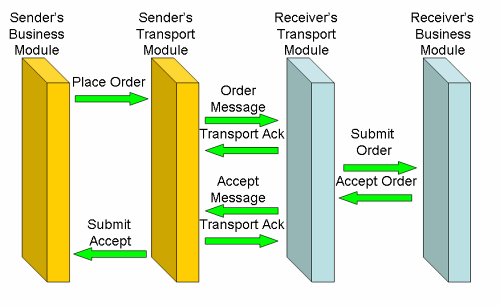 Sender's
Business
Module
Sender's
Transport
Module
Receiver's
Transport
Module
Receiver's
Business
Module
Place Order
Order
Message
Transport Ack
Submit
Order
Accept Order
Accept
Message
Transport Ack
Submit
Accept